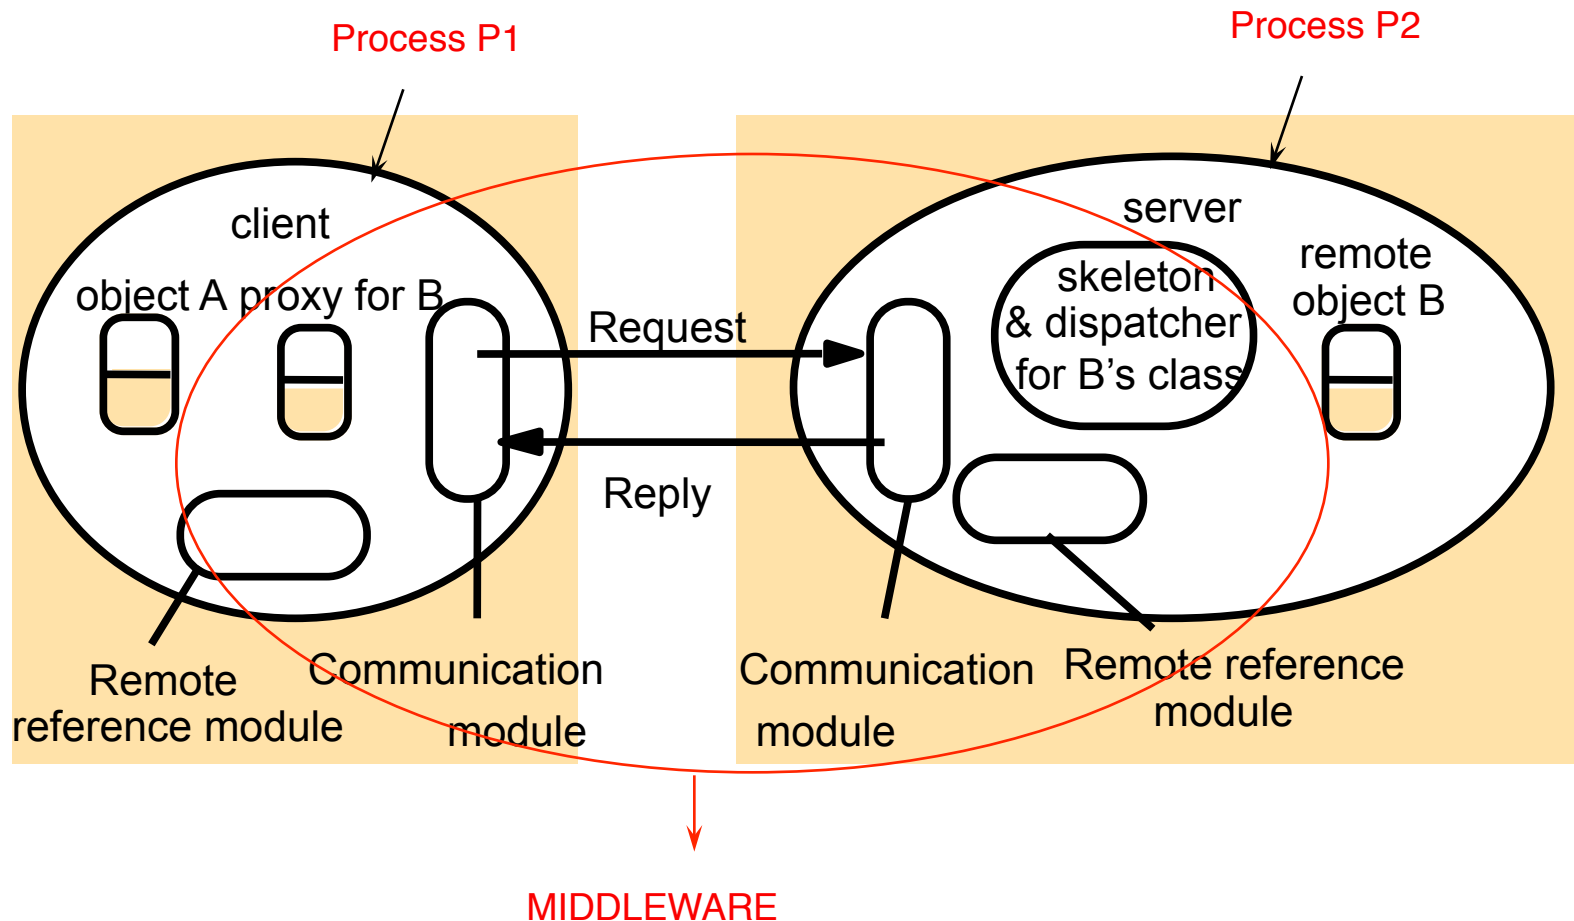 Process P1
Process P2
client
server
object A proxy for B
skeleton
& dispatcher
for B’s class
remote
object B
Request
Reply
Remote
reference module
Communication
module
Communication
module
Remote reference
module
MIDDLEWARE